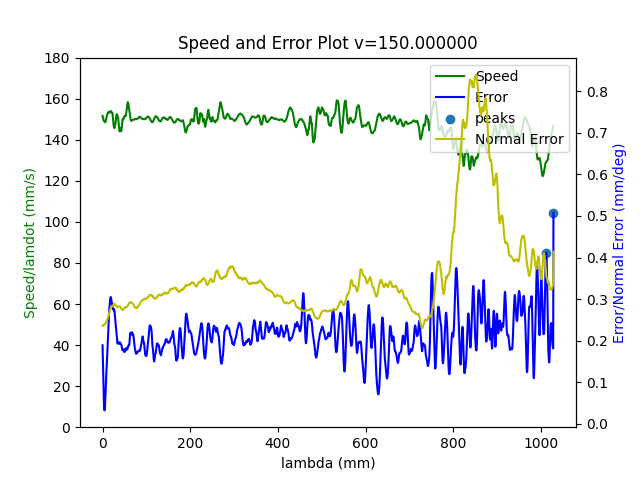 Speed and Error Plot v=150.000000
Speed/lamdot (mm/s)
180
160
140
120
100
80
60
40
20
0
Speed
Error
peaks
Normal Error
0.8
0.7
0.6
0.5
0.4
0.3
0.2
0.1
0.0
Error/Normal Error (mm/deg)
0 200 400 600 800 1000
lambda (mm)